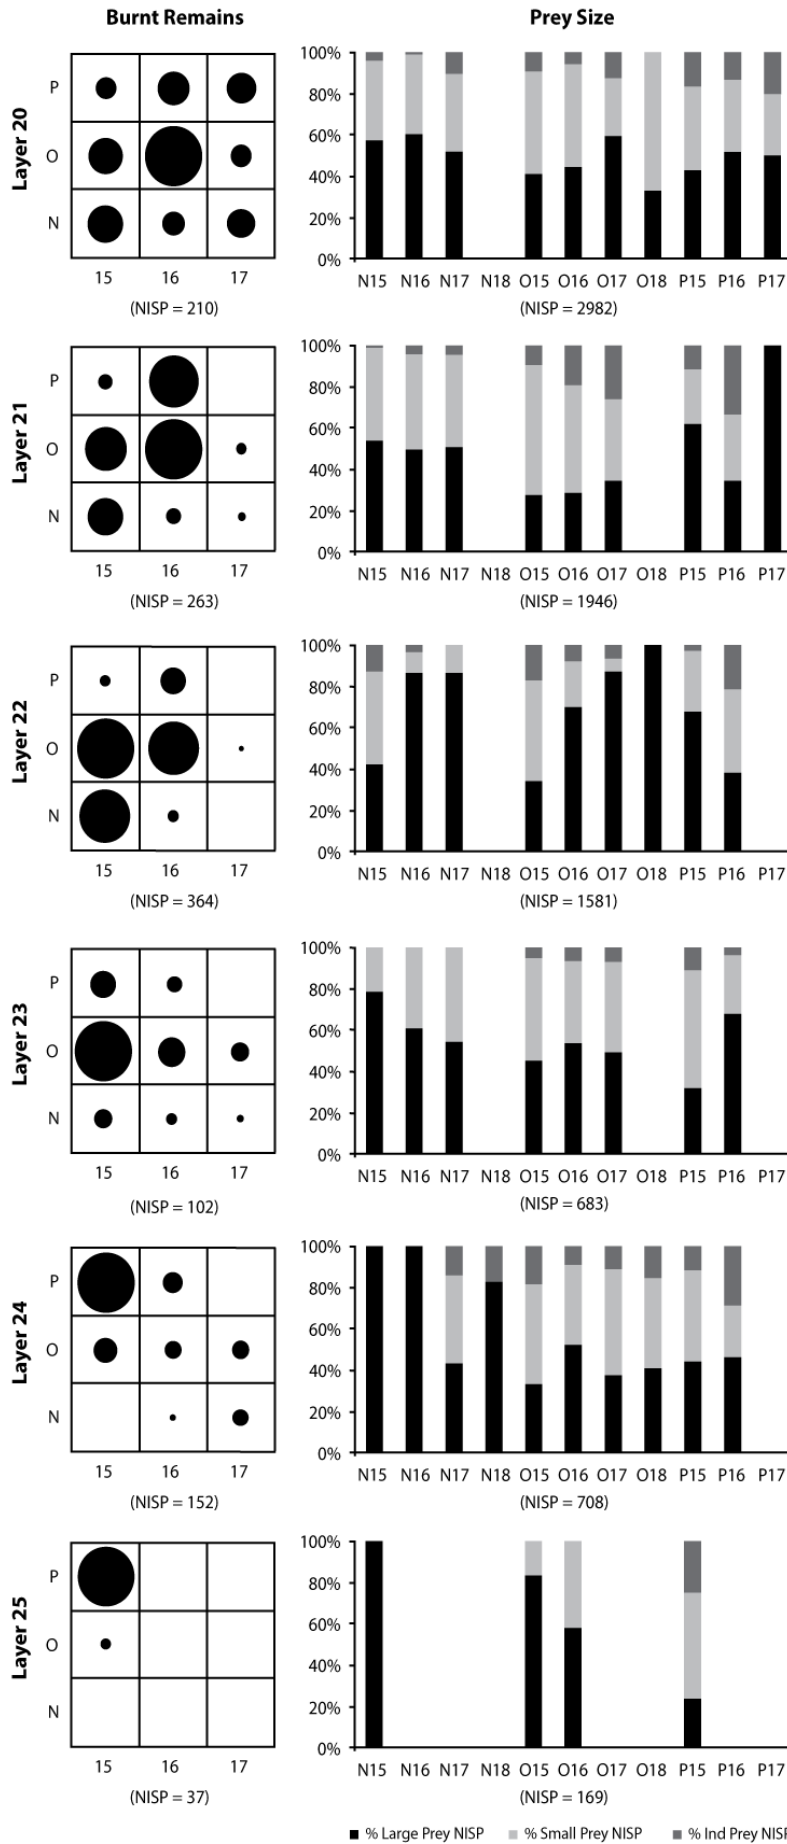 Burnt Remains Prey Size
Layer 20
P
O
N
15 16 17
(NISP = 210)
100%
80%
60%
40%
20%
0%
N15 N16 N17 N18 O15 O16 O17 O18 P15 P16 P17
(NISP = 2982)
Layer 21
P
O
N
15 16 17
(NISP = 263)
100%
80%
60%
40%
20%
0%
N15 N16 N17 N18 O15 O16 O17 O18 P15 P16 P17
(NISP = 1946)
Layer 22
P
O
N
15 16 17
(NISP = 364)
100%
80%
60%
40%
20%
0%
N15 N16 N17 N18 O15 O16 O17 O18 P15 P16 P17
(NISP = 1581)
Layer 23
P
O
N
15 16 17
(NISP = 102)
100%
80%
60%
40%
20%
0%
N15 N16 N17 N18 O15 O16 O17 O18 P15 P16 P17
(NISP = 683)
Layer 24
P
O
N
15 16 17
(NISP = 152)
100%
80%
60%
40%
20%
0%
N15 N16 N17 N18 O15 O16 O17 O18 P15 P16 P17
(NISP = 708)
Layer 25
P
O
N
15 16 17
(NISP = 37)
100%
80%
60%
40%
20%
0%
N15 N16 N17 N18 O15 O16 O17 O18 P15 P16 P17
(NISP = 169)
% Large Prey NISP % Small Prey NISP % Ind Prey NISP